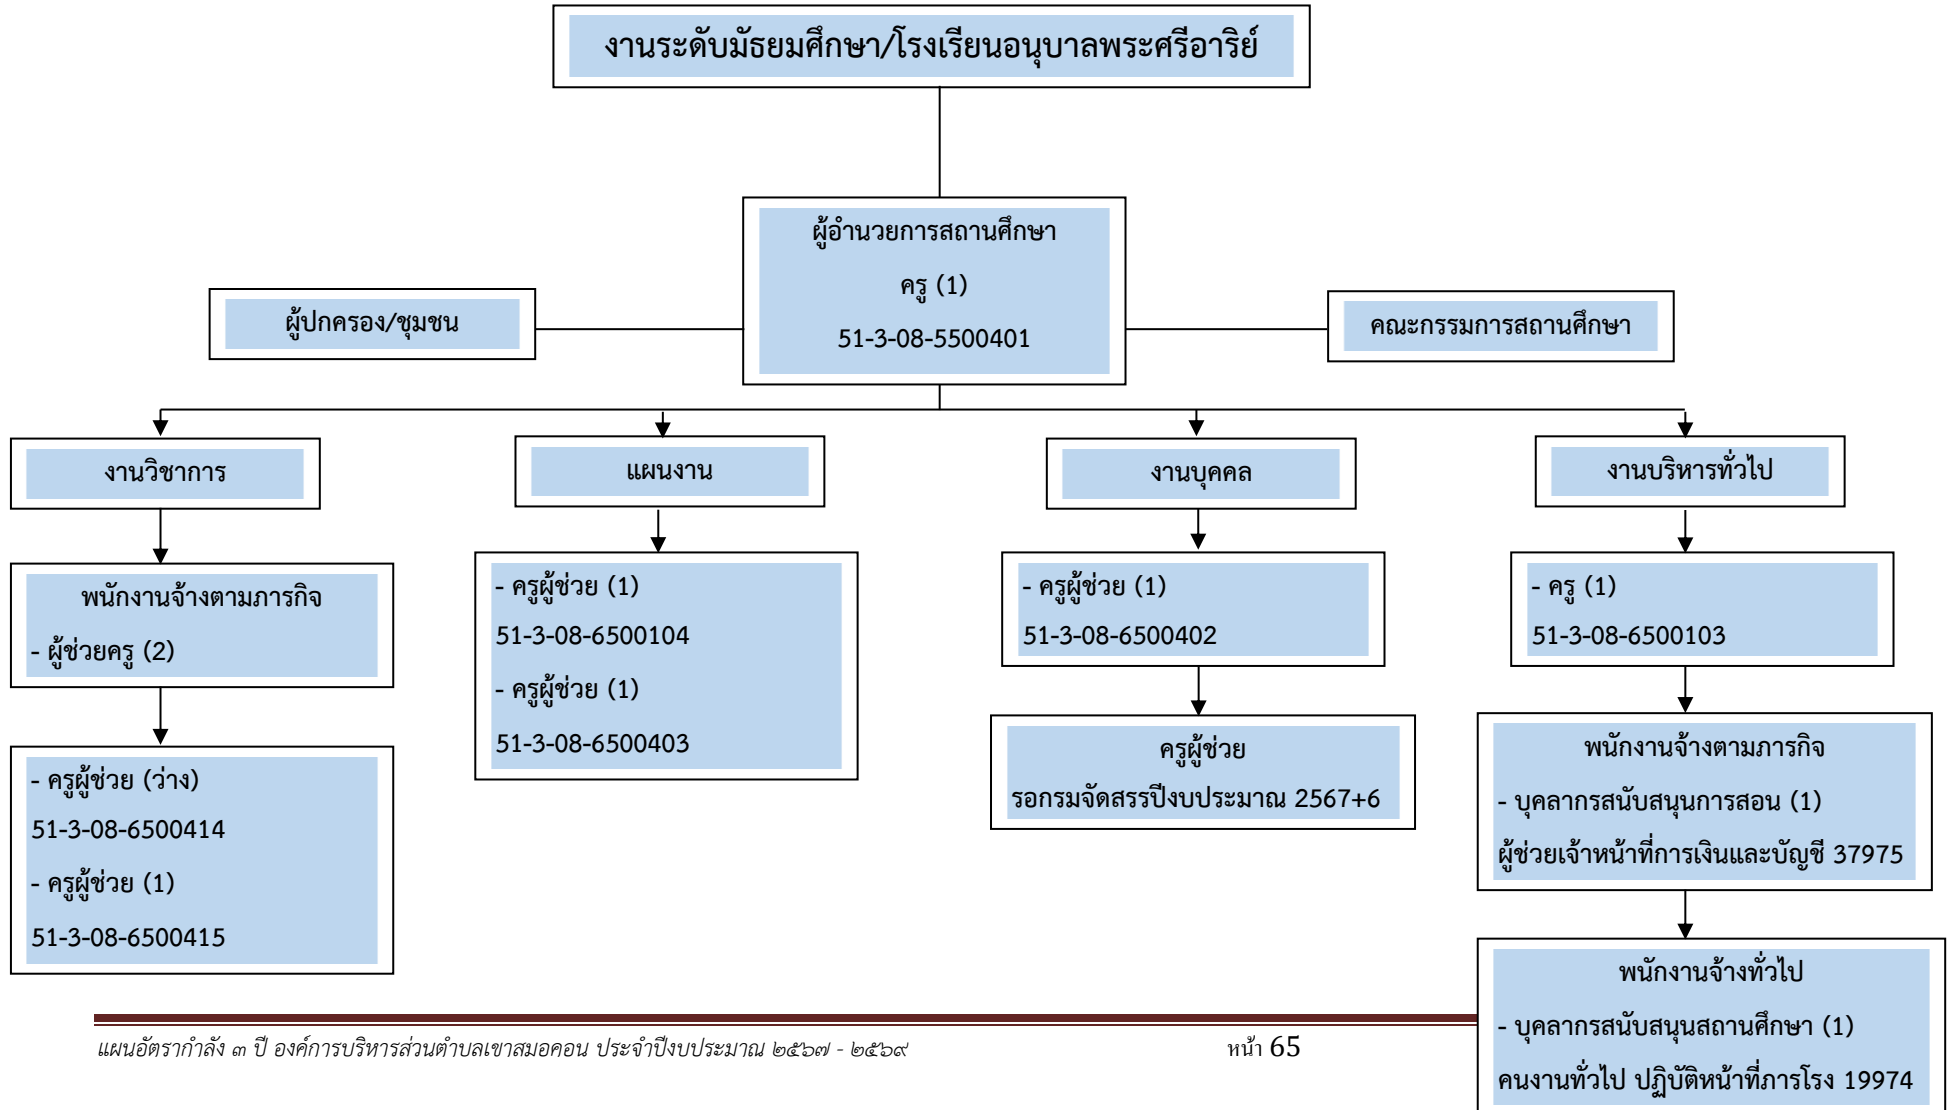 งานระดับมัธยมศึกษา/โรงเรียนอนุบาลพระศรีอาริย์
ผู้อำนวยการสถานศึกษา
ครู (1)
51-3-08-5500401
ผู้ปกครอง/ชุมชน
คณะกรรมการสถานศึกษา
งานวิชาการ
พนักงานจ้างตามภารกิจ
- ผู้ช่วยครู (2)
- ครูผู้ช่วย (ว่าง)
51-3-08-6500414
- ครูผู้ช่วย (1)
51-3-08-6500415
แผนงาน
- ครูผู้ช่วย (1)
51-3-08-6500104
- ครูผู้ช่วย (1)
51-3-08-6500403
งานบุคคล
- ครูผู้ช่วย (1)
51-3-08-6500402
ครูผู้ช่วย
รอกรมจัดสรรปีงบประมาณ 2567+6
งานบริหารทั่วไป
- ครู (1)
51-3-08-6500103
พนักงานจ้างตามภารกิจ
- บุคลากรสนับสนุนการสอน (1)
ผู้ช่วยเจ้าหน้าที่การเงินและบัญชี 37975
พนักงานจ้างทั่วไป
- บุคลากรสนับสนุนสถานศึกษา (1)
คนงานทั่วไป ปฏิบัติหน้าที่ภารโรง 19974
แผนอัตรากำลัง ๓ ปี องค์การบริหารส่วนตำบลเขาสมอคอน ประจำปีงบประมาณ ๒๕๖๗ - ๒๕๖๙
หน้า 65